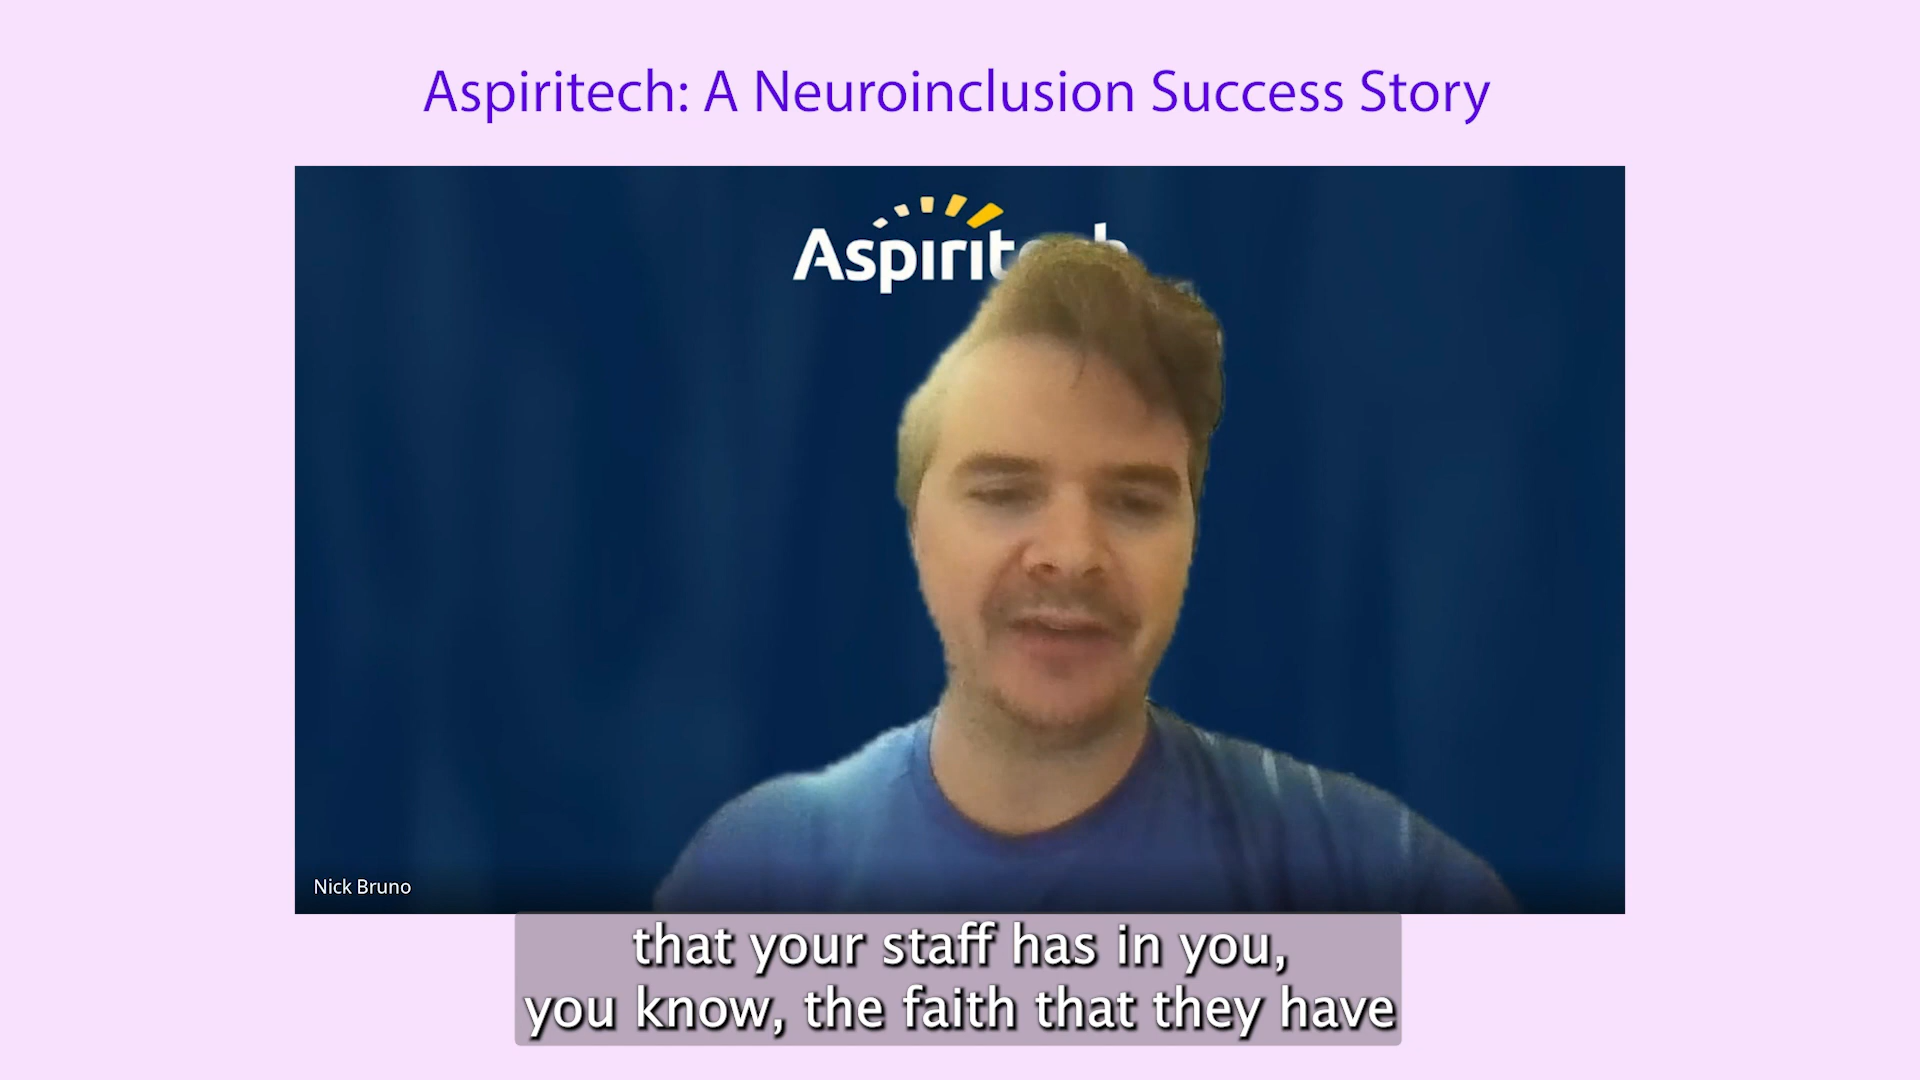 Aspiritech: A Neuroinclusion Success Story
Aspirit
Nick Bruno
that your staff has in you,
you know, the faith that they have